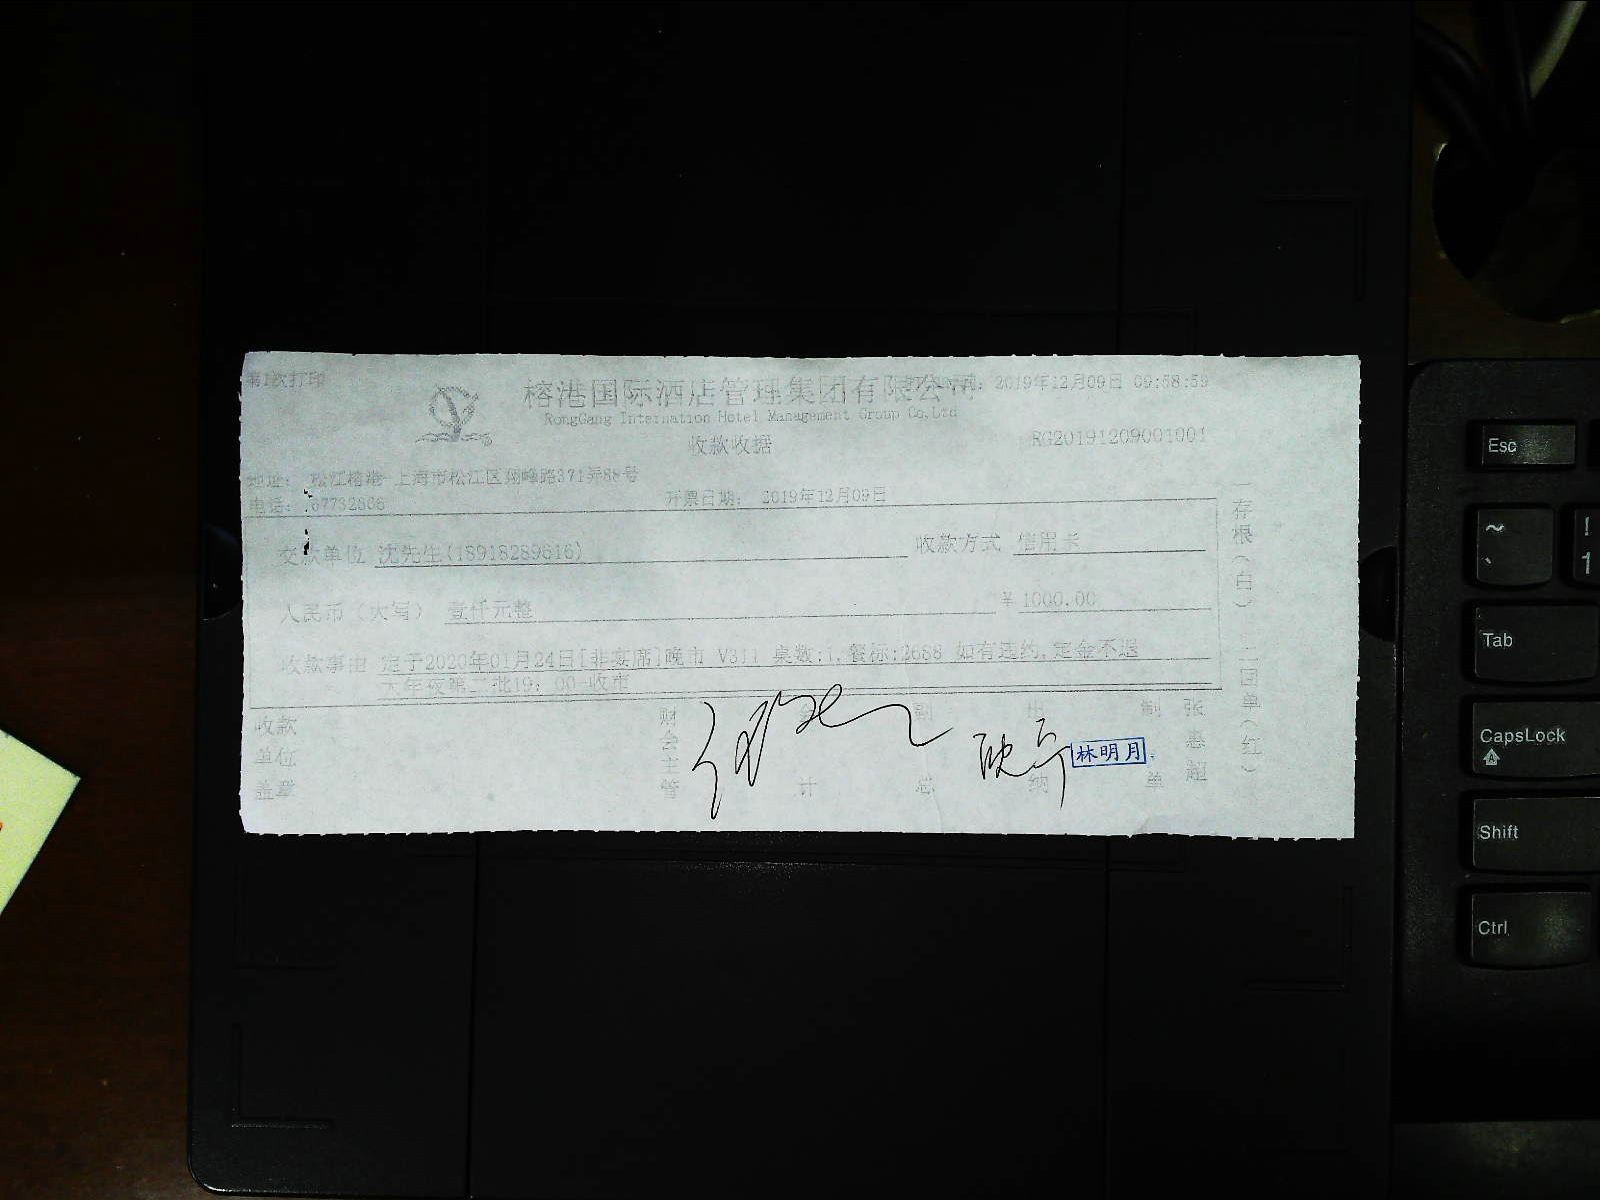 第1次打印
榕港国际酒店管理集团有限公司
2019年12月09日 09:58:59
RongGang Internation Hotel Management Group Co,Ltd
收款收据
RG20191209001001
地址: 松江榕港 上海市松江区翔峰路371弄88号
电话: 67732666
开票日期: 2019年12月09日
交款单位 沈先生(18918289616)
收款方式 信用卡
人民币（大写） 壹仟元整
¥ 1000.00
收款事由 定于2020年01月24日[非宴席]晚市 V311 桌数:1,餐标:2688 如有违约,定金不退
大年夜第二批19: 00-收市
一存根(白) 二回单(红)
收款单位盖章
财会主管
会计
副总
出纳
林明月
制单
张惠超
Esc
~
!
1
Tab
CapsLock
Shift
Ctrl